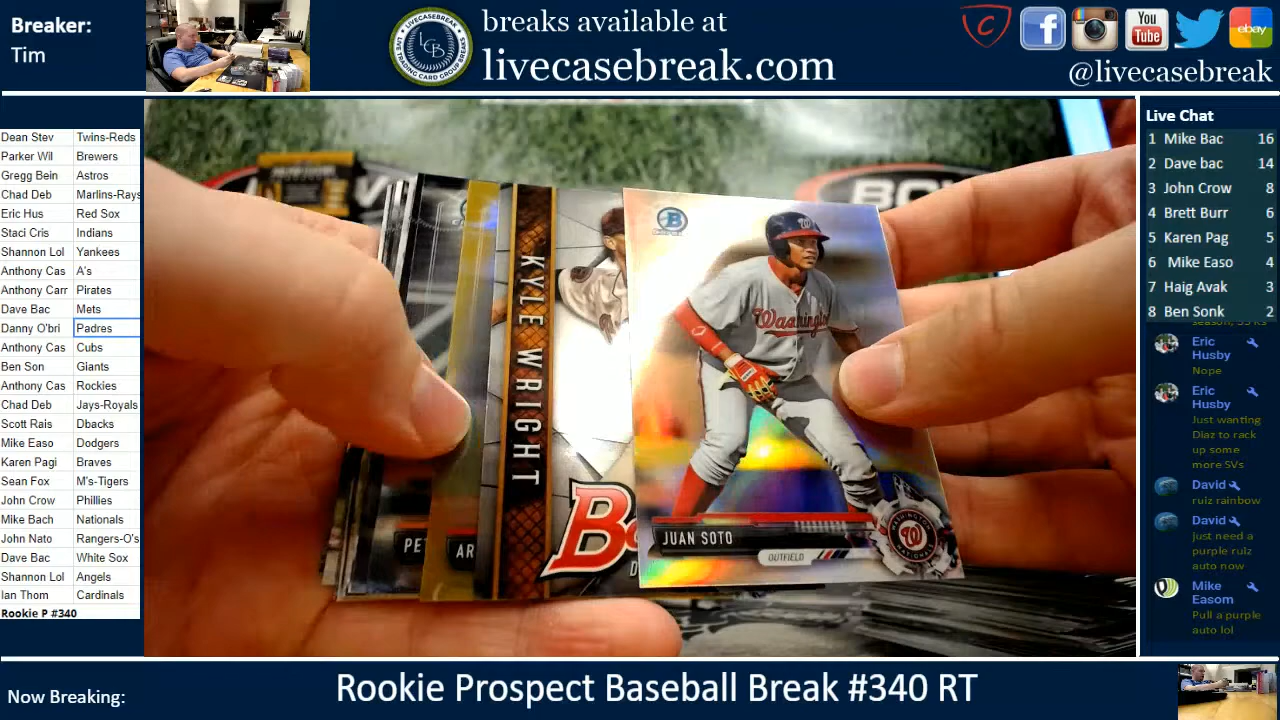 Breaker:
Tim
breaks available at
livecasebreak.com
LCB
You
Tube
ebay
@livecasebreak
Dean Stev Twins-Reds
Parker Wil Brewers
Gregg Bein Astros
Chad Deb Marlins-Rays
Eric Hus Red Sox
Staci Cris Indians
Shannon Lol Yankees
Anthony Cas A's
Anthony Carr Pirates
Dave Bac Mets
Danny O'bri Padres
Anthony Cas Cubs
Ben Son Giants
Anthony Cas Rockies
Chad Deb Jays-Royals
Scott Rais Dbacks
Mike Easo Dodgers
Karen Pagi Braves
Sean Fox M's-Tigers
John Crow Phillies
Mike Bach Nationals
John Nato Rangers-O's
Dave Bac White Sox
Shannon Lol Angels
Ian Thom Cardinals
Rookie P #340
KYLE WRIGHT
Washington
PET
AR
JUAN SOTO
OUTFIELD
Live Chat
1 Mike Bac 16
2 Dave bac 14
3 John Crow 8
4 Brett Burr 6
5 Karen Pag 5
6 Mike Easo 4
7 Haig Avak 3
8 Ben Sonk 2
Eric
Husby
Nope
Eric
Husby
Just wanting
Diaz to rack
up some
more SVs
David
ruiz rainbow
David
just need a
purple ruiz
auto now
Mike
Easom
Pull a purple
auto lol
Now Breaking:
Rookie Prospect Baseball Break #340 RT